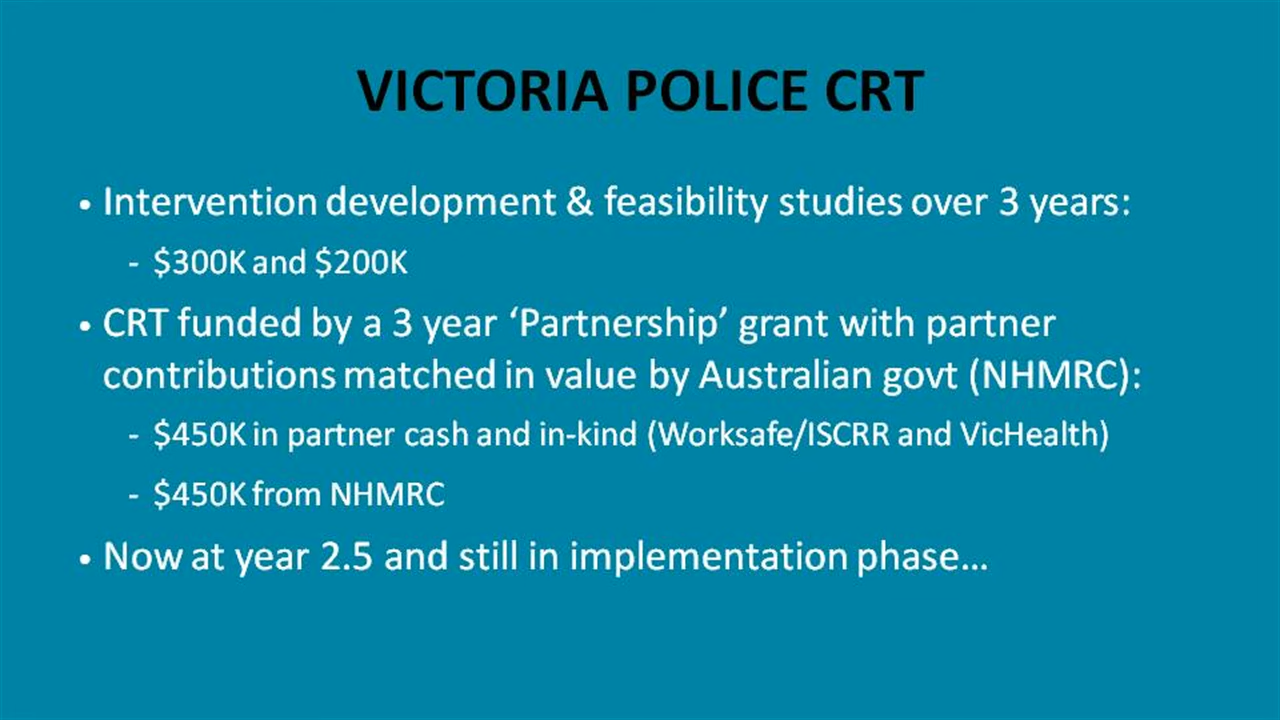 VICTORIA POLICE CRT
• Intervention development & feasibility studies over 3 years:
- $300K and $200K
• CRT funded by a 3 year ‘Partnership’ grant with partner
contributions matched in value by Australian govt (NHMRC):
- $450K in partner cash and in-kind (Worksafe/ISCRR and VicHealth)
- $450K from NHMRC
• Now at year 2.5 and still in implementation phase...